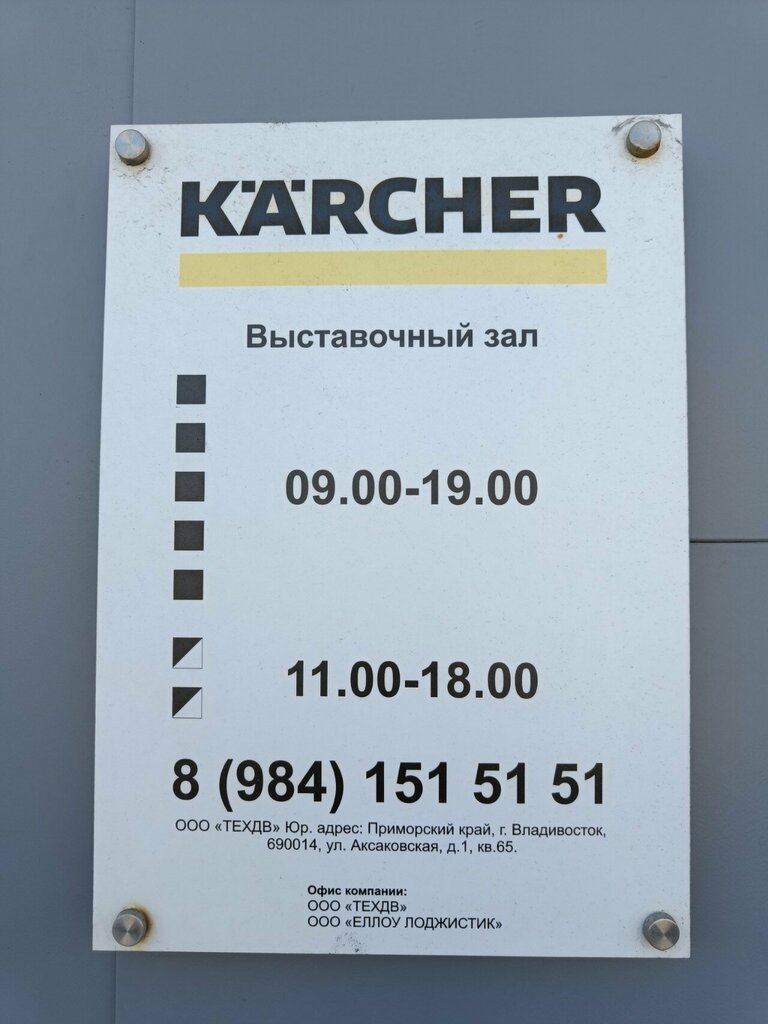 KÄRCHER
Выставочный зал
09.00-19.00
11.00-18.00
8 (984) 151 51 51
ООО «ТЕХДВ» Юр. адрес: Приморский край, г. Владивосток,
690014, ул. Аксаковская, д.1, кв.65.
Офис компании:
ООО «ТЕХДВ»
ООО «ЕЛЛОУ ЛОДЖИСТИК»